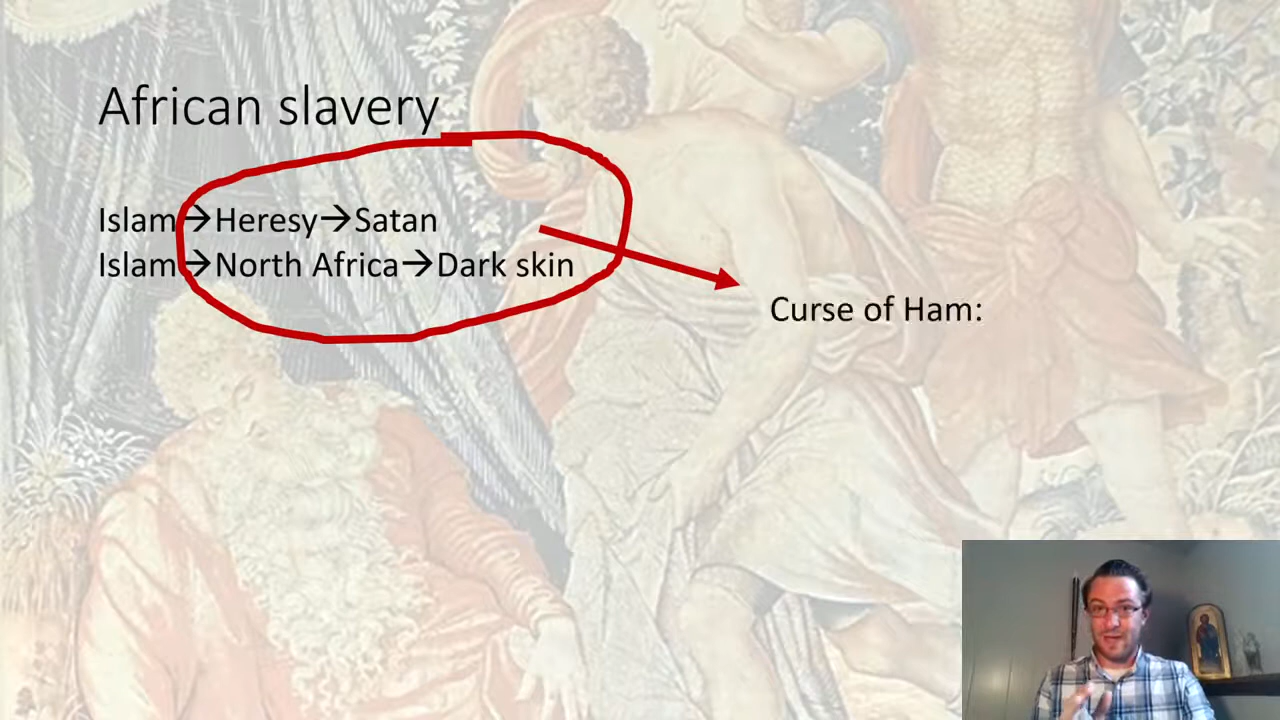 African slavery
Islam→Heresy→Satan
Islam→North Africa→Dark skin
Curse of Ham: